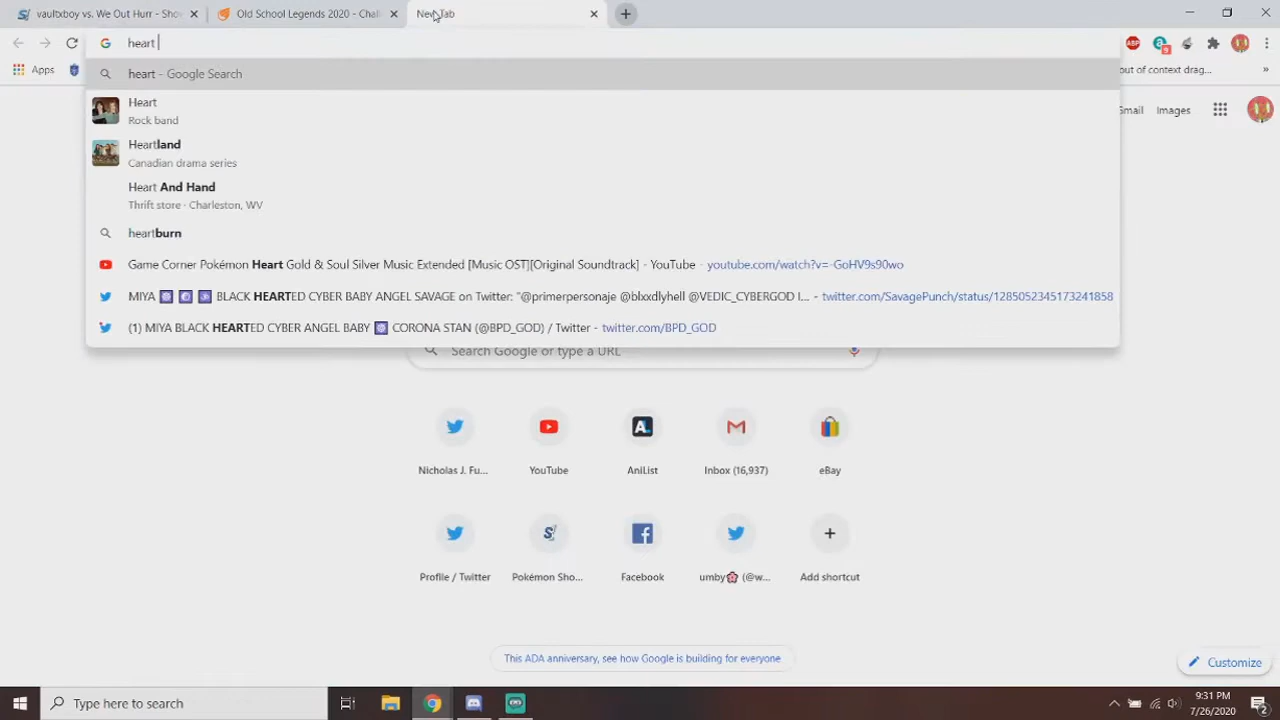 vaultxboy vs. We Out Hurr - Sho
Old School Legends 2020 - Chall
New Tab
heart
heart - Google Search
Heart
Rock band
Heartland
Canadian drama series
Heart And Hand
Thrift store · Charleston, WV
heartburn
Game Corner Pokémon Heart Gold & Soul Silver Music Extended [Music OST][Original Soundtrack] - YouTube - youtube.com/watch?v=-GoHV9s90wo
MIYA BLACK HEARTED CYBER BABY ANGEL SAVAGE on Twitter: "@primerpersonaje @blxxdlyhell @VEDIC_CYBERGOD I... - twitter.com/SavagePunch/status/1285052345173241858
(1) MIYA BLACK HEARTED CYBER ANGEL BABY CORONA STAN (@BPD_GOD) / Twitter - twitter.com/BPD_GOD
Apps
out of context drag...
»
ABP
9
Gmail Images
Search Google or type a URL
Nicholas J. Fu...
YouTube
AniList
Inbox (16,937)
eBay
Profile / Twitter
Pokémon Sho...
Facebook
umby🌸 (@w...
Add shortcut
This ADA anniversary, see how Google is building for everyone
Customize
Type here to search
9:31 PM
7/26/2020
2